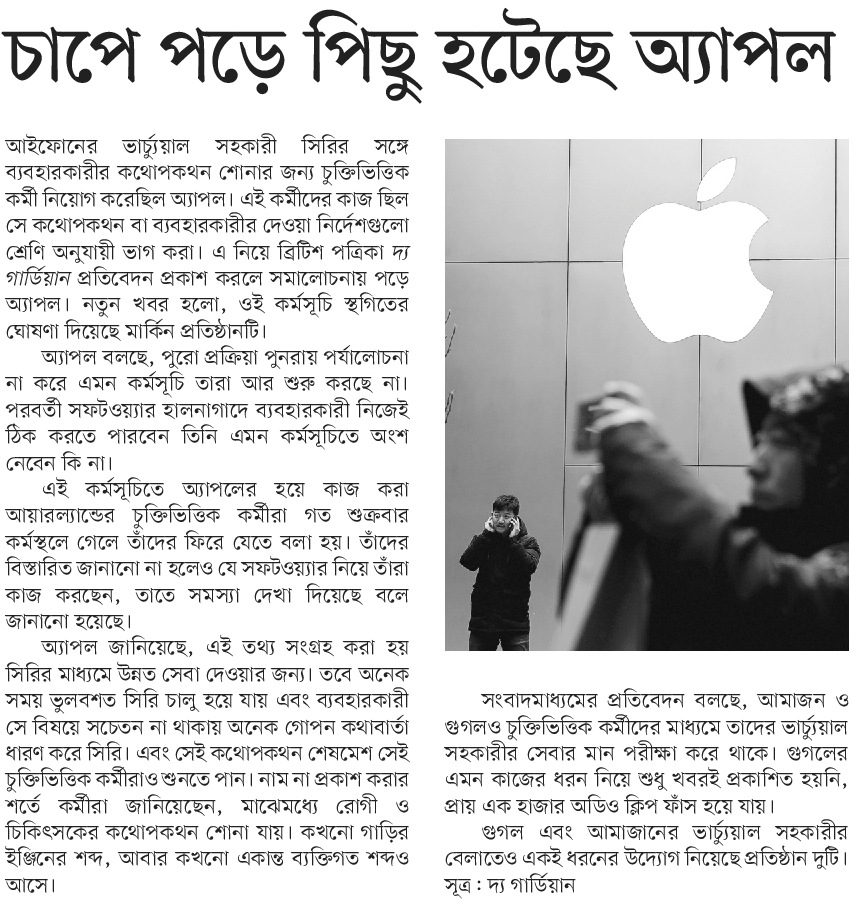 চাপে পড়ে পিছু হটেছে অ্যাপল
আইফোনের ভার্চ্যুয়াল সহকারী সিরির সঙ্গে
ব্যবহারকারীর কথোপকথন শোনার জন্য চুক্তিভিত্তিক
কর্মী নিয়োগ করেছিল অ্যাপল। এই কর্মীদের কাজ ছিল
সে কথোপকথন বা ব্যবহারকারীর দেওয়া নির্দেশগুলো
শ্রেণি অনুযায়ী ভাগ করা। এ নিয়ে ব্রিটিশ পত্রিকা দ্য
গার্ডিয়ান প্রতিবেদন প্রকাশ করলে সমালোচনায় পড়ে
অ্যাপল। নতুন খবর হলো, ওই কর্মসূচি স্থগিতের
ঘোষণা দিয়েছে মার্কিন প্রতিষ্ঠানটি।
অ্যাপল বলছে, পুরো প্রক্রিয়া পুনরায় পর্যালোচনা
না করে এমন কর্মসূচি তারা আর শুরু করছে না।
পরবর্তী সফটওয়্যার হালনাগাদে ব্যবহারকারী নিজেই
ঠিক করতে পারবেন তিনি এমন কর্মসূচিতে অংশ
নেবেন কি না।
এই কর্মসূচিতে অ্যাপলের হয়ে কাজ করা
আয়ারল্যান্ডের চুক্তিভিত্তিক কর্মীরা গত শুক্রবার
কর্মস্থলে গেলে তাঁদের ফিরে যেতে বলা হয়। তাঁদের
বিস্তারিত জানানো না হলেও যে সফটওয়্যার নিয়ে তাঁরা
কাজ করছেন, তাতে সমস্যা দেখা দিয়েছে বলে
জানানো হয়েছে।
অ্যাপল জানিয়েছে, এই তথ্য সংগ্রহ করা হয়
সিরির মাধ্যমে উন্নত সেবা দেওয়ার জন্য। তবে অনেক
সময় ভুলবশত সিরি চালু হয়ে যায় এবং ব্যবহারকারী
সে বিষয়ে সচেতন না থাকায় অনেক গোপন কথাবার্তা
ধারণ করে সিরি। এবং সেই কথোপকথন শেষমেশ সেই
চুক্তিভিত্তিক কর্মীরাও শুনতে পান। নাম না প্রকাশ করার
শর্তে কর্মীরা জানিয়েছেন, মাঝেমধ্যে রোগী ও
চিকিৎসকের কথোপকথন শোনা যায়। কখনো গাড়ির
ইঞ্জিনের শব্দ, আবার কখনো একান্ত ব্যক্তিগত শব্দও
আসে।
সংবাদমাধ্যমের প্রতিবেদন বলছে, আমাজন ও
গুগলও চুক্তিভিত্তিক কর্মীদের মাধ্যমে তাদের ভার্চ্যুয়াল
সহকারীর সেবার মান পরীক্ষা করে থাকে। গুগলের
এমন কাজের ধরন নিয়ে শুধু খবরই প্রকাশিত হয়নি,
প্রায় এক হাজার অডিও ক্লিপ ফাঁস হয়ে যায়।
গুগল এবং আমাজানের ভার্চ্যুয়াল সহকারীর
বেলাতেও একই ধরনের উদ্যোগ নিয়েছে প্রতিষ্ঠান দুটি।
সূত্র : দ্য গার্ডিয়ান